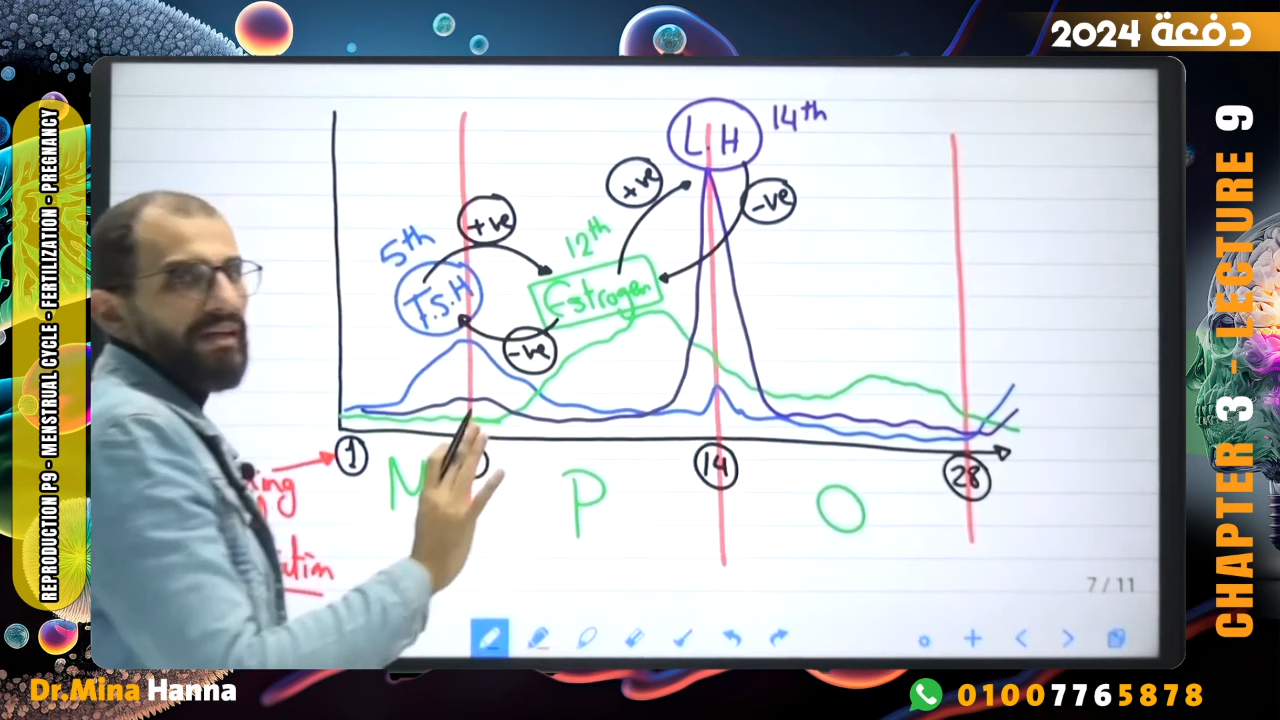 دفعة 2024
REPRODUCTION P9 - MENSTRUAL CYCLE - FERTILIZATION - PREGNANCY
CHAPTER 3 - LECTURE 9
L.H
14th
+ve
-ve
+ve
12th
5th
F.S.H
Estrogen
-ve
1
14
28
M
P
O
7 / 11
Dr.Mina Hanna
01007765878